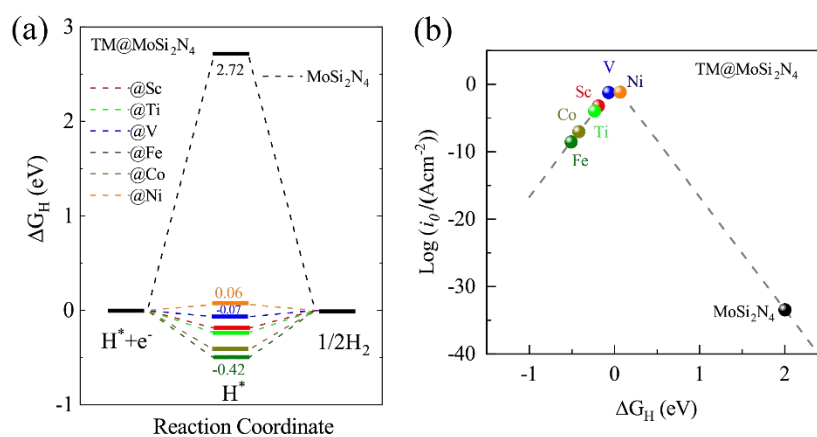 (a)
TM@MoSi2N4
@Sc
@Ti
@V
@Fe
@Co
@Ni
MoSi2N4
2.72
0.06
-0.07
-0.42
H*+e-
1/2H2
H*
3
2
1
0
-1
ΔG_H (eV)
Reaction Coordinate
(b)
TM@MoSi2N4
V
Ni
Sc
Co
Ti
Fe
MoSi2N4
0
-10
-20
-30
-40
Log (i0/(Acm-2))
-1
0
1
2
ΔG_H (eV)